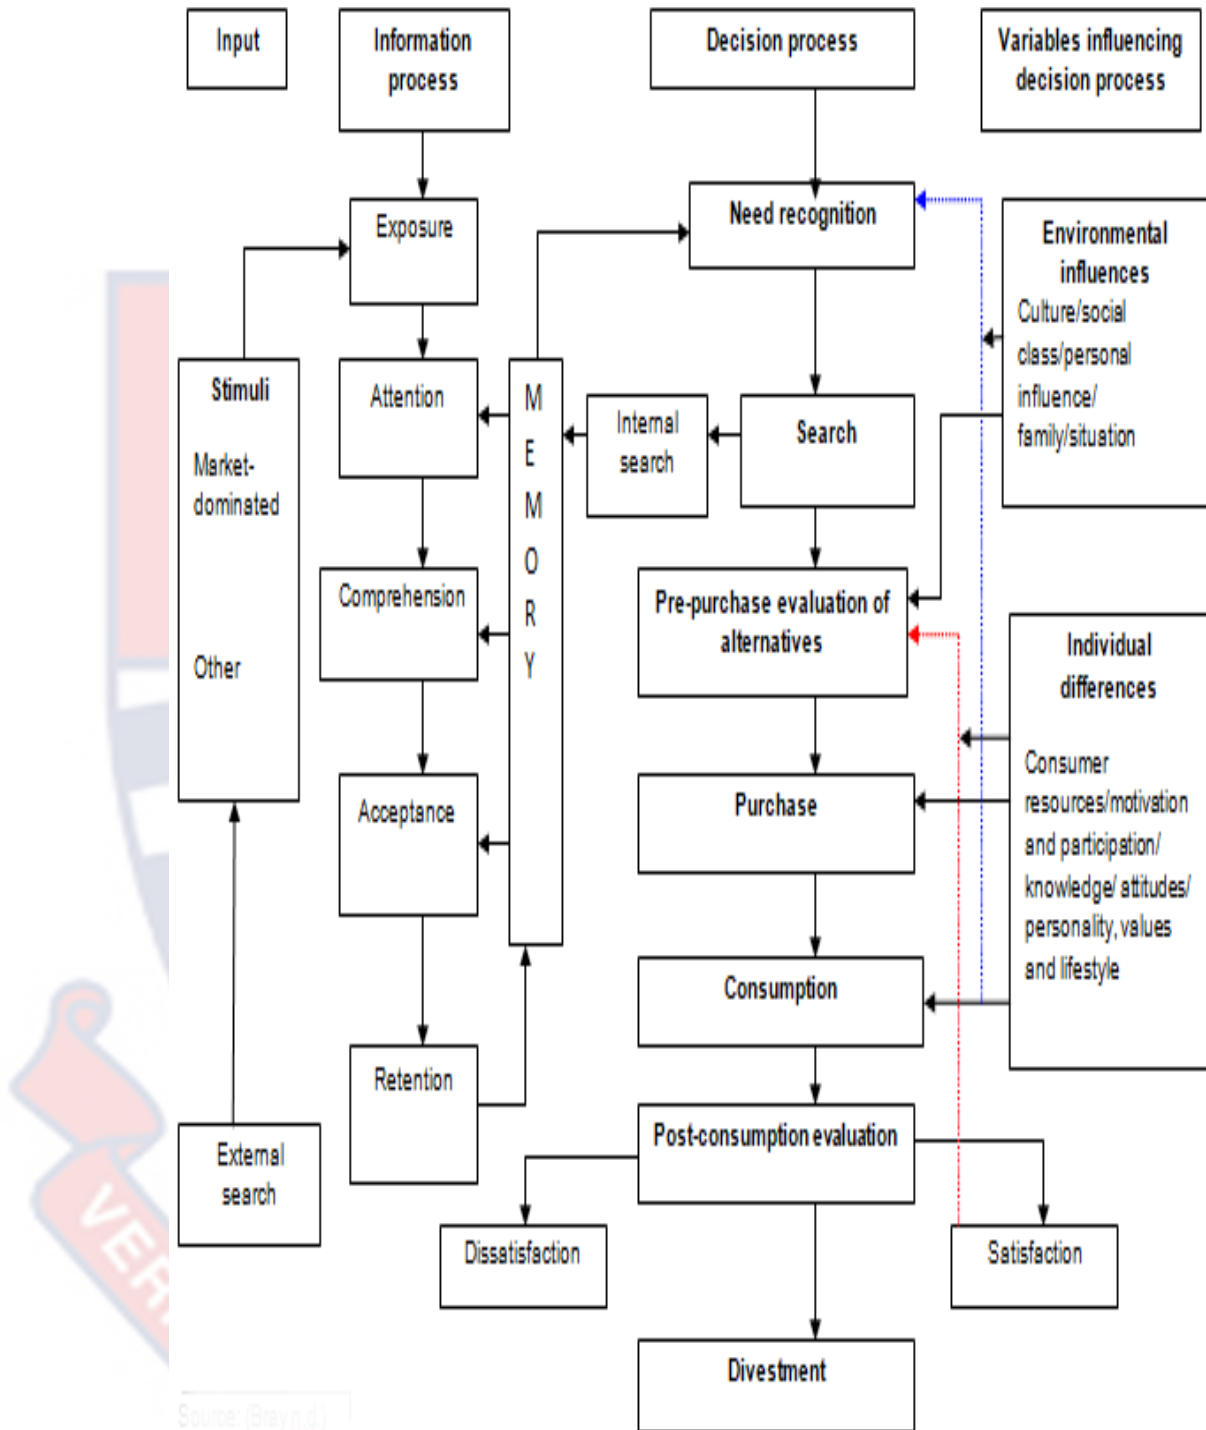 Input
Information
process
Decision process
Variables influencing
decision process
Exposure
Need recognition
Environmental
influences
Culture/social
class/personal
influence/
family/situation
Stimuli
Market-
dominated
Other
Attention
M
E
M
O
R
Y
Internal
search
Search
Comprehension
Pre-purchase evaluation of
alternatives
Individual
differences
Consumer
resources/motivation
and participation/
knowledge/ attitudes/
personality, values
and lifestyle
Acceptance
Purchase
Consumption
Retention
Post-consumption evaluation
External
search
Dissatisfaction
Satisfaction
Divestment
VERI
Source: (Bray n.d.)